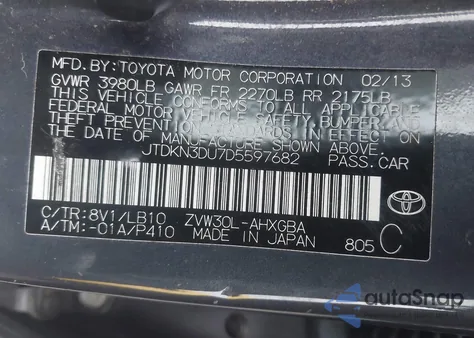 MFD. BY: TOYOTA MOTOR CORPORATION 02/13
GVWR 3980LB GAWR FR 2270LB RR 2175LB
THIS VEHICLE CONFORMS TO ALL APPLICABLE
FEDERAL MOTOR VEHICLE SAFETY, BUMPER, AND
THEFT PREVENTION STANDARDS IN EFFECT ON
THE DATE OF MANUFACTURE SHOWN ABOVE.
JTDKN3DU7D5597682 PASS.CAR
C/TR:8V1/LB10 ZVW30L-AHXGBA
A/TM:-01A/P410 MADE IN JAPAN 805 C
TOYOTA
autoSnap